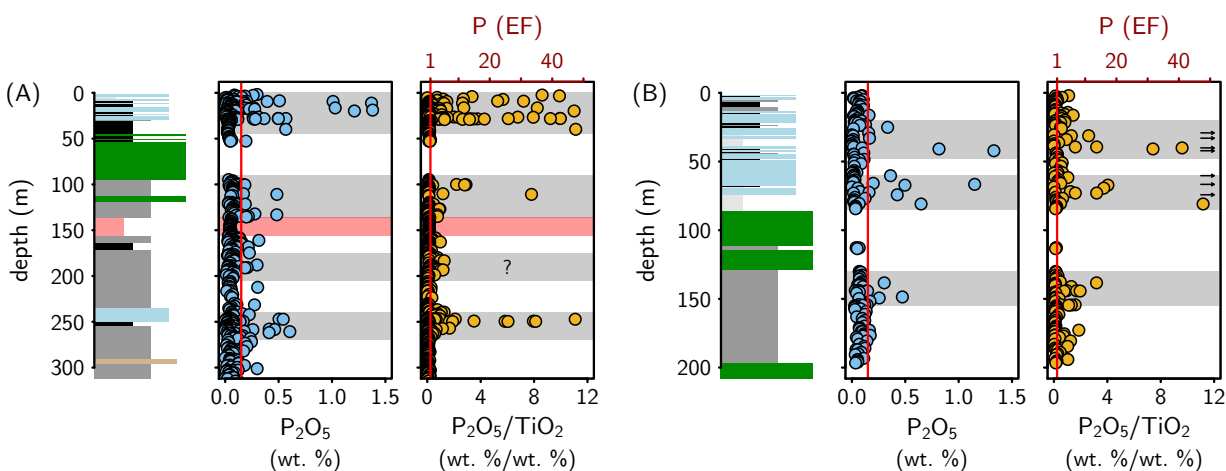 P (EF)
1 20 40
(A)
depth (m)
0
50
100
150
200
250
300
?
0.0 0.5 1.0 1.5
P₂O₅
(wt. %)
0 4 8 12
P₂O₅/TiO₂
(wt. %/wt. %)
P (EF)
1 20 40
(B)
depth (m)
0
50
100
150
200
0.0 0.5 1.0 1.5
P₂O₅
(wt. %)
0 4 8 12
P₂O₅/TiO₂
(wt. %/wt. %)